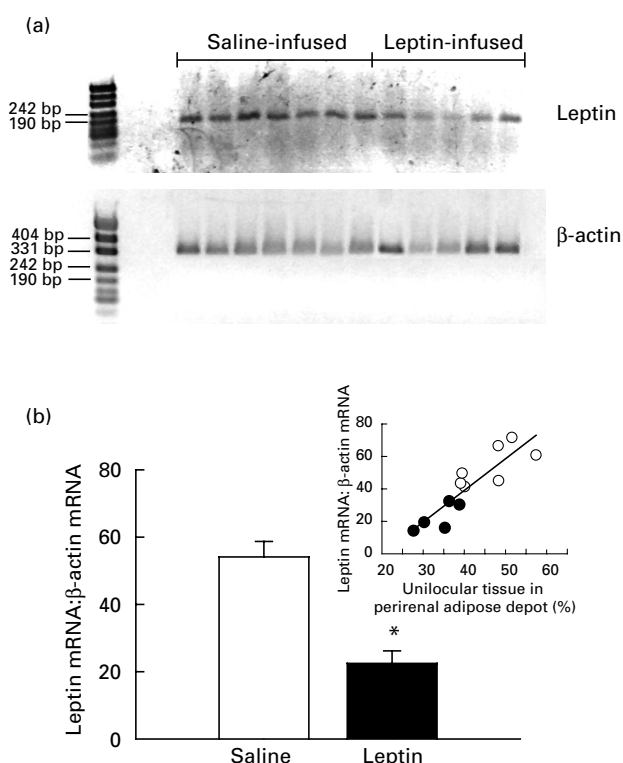 (a)
Saline-infused Leptin-infused
242 bp
190 bp
Leptin
404 bp
331 bp
242 bp
190 bp
β-actin
(b)
Leptin mRNA:β-actin mRNA
80
60
40
20
0
*
Saline Leptin
Leptin mRNA: β-actin mRNA
80
60
40
20
0
20 30 40 50 60
Unilocular tissue in
perirenal adipose depot (%)